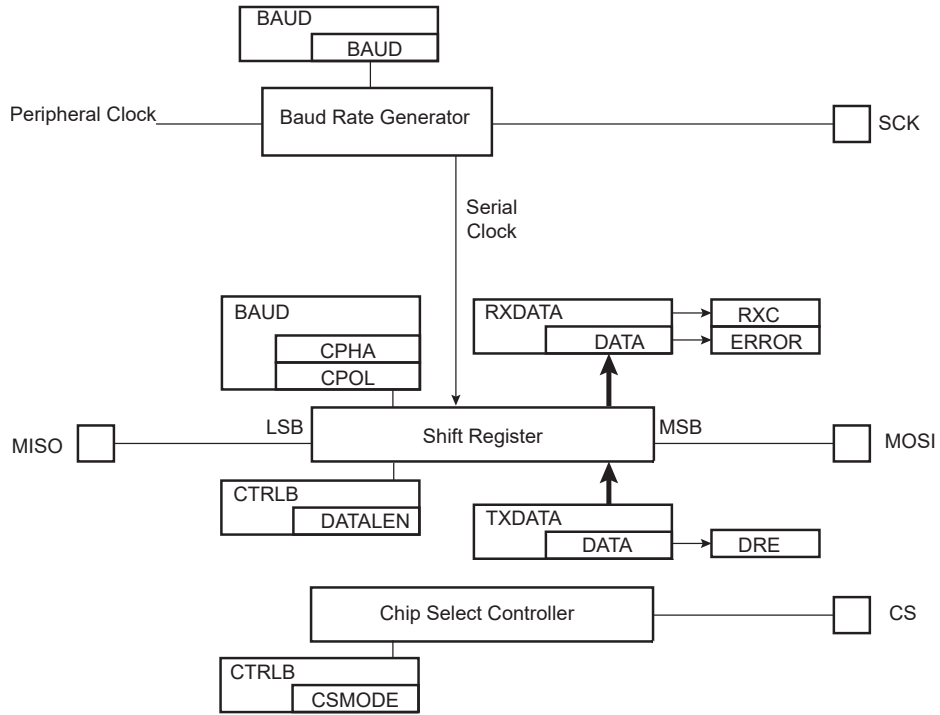 BAUD
BAUD
Peripheral Clock
Baud Rate Generator
SCK
Serial
Clock
BAUD
CPHA
CPOL
RXDATA
DATA
RXC
ERROR
MISO
LSB
Shift Register
MSB
MOSI
CTRLB
DATALEN
TXDATA
DATA
DRE
Chip Select Controller
CS
CTRLB
CSMODE